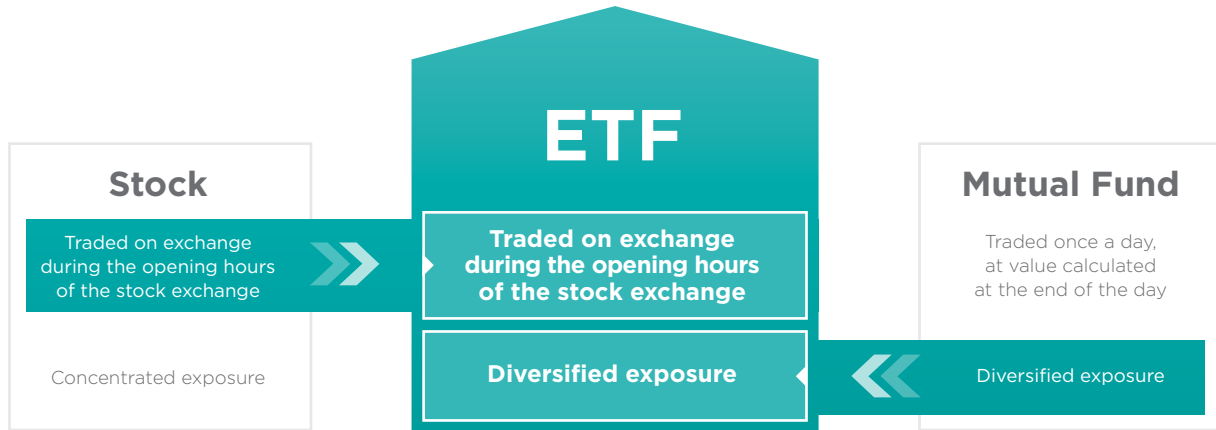 ETF
Stock
Traded on exchange
during the opening hours
of the stock exchange
Concentrated exposure
Traded on exchange
during the opening hours
of the stock exchange
Diversified exposure
Mutual Fund
Traded once a day,
at value calculated
at the end of the day
Diversified exposure